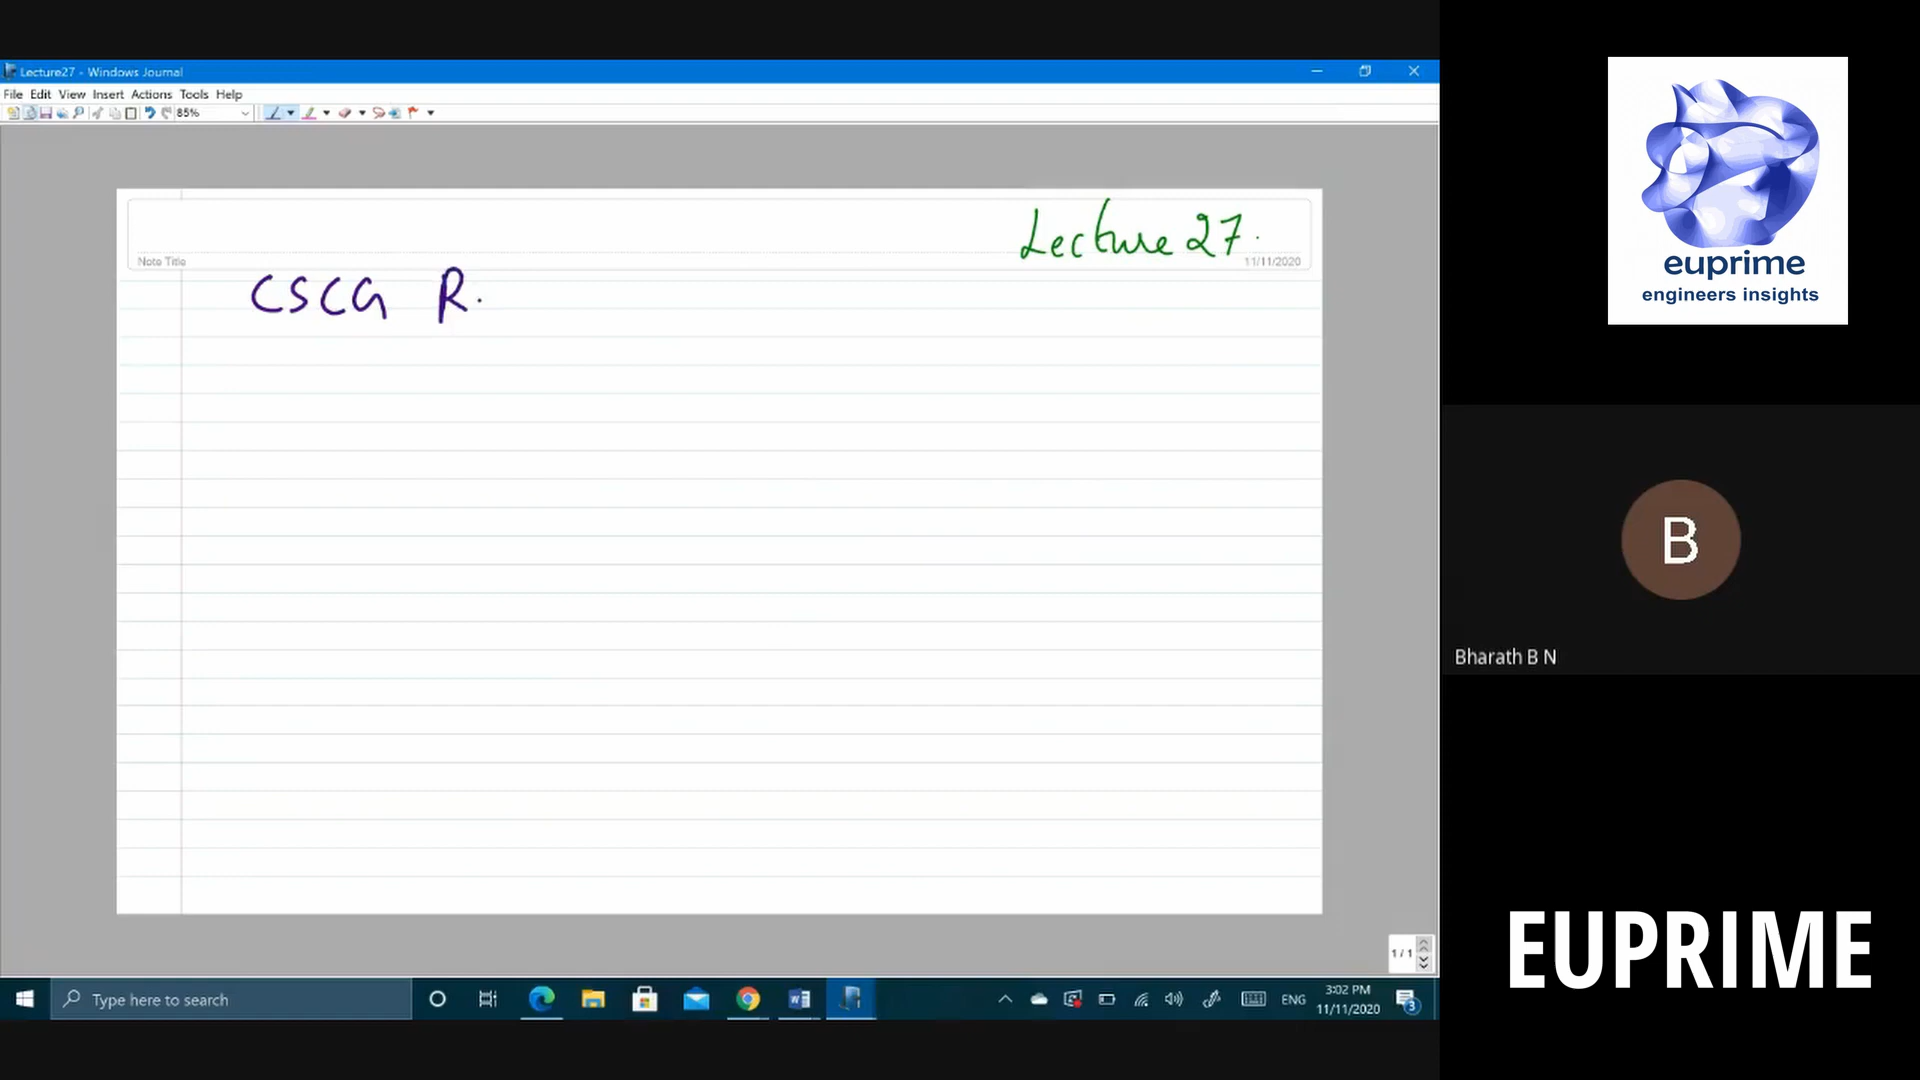 Lecture27 - Windows Journal
File Edit View Insert Actions Tools Help
85%
Lecture 27.
Note Title
11/11/2020
CSCG R.
1 / 1
Type here to search
ENG
3:02 PM
11/11/2020
3
euprime
engineers insights
B
Bharath B N
EUPRIME